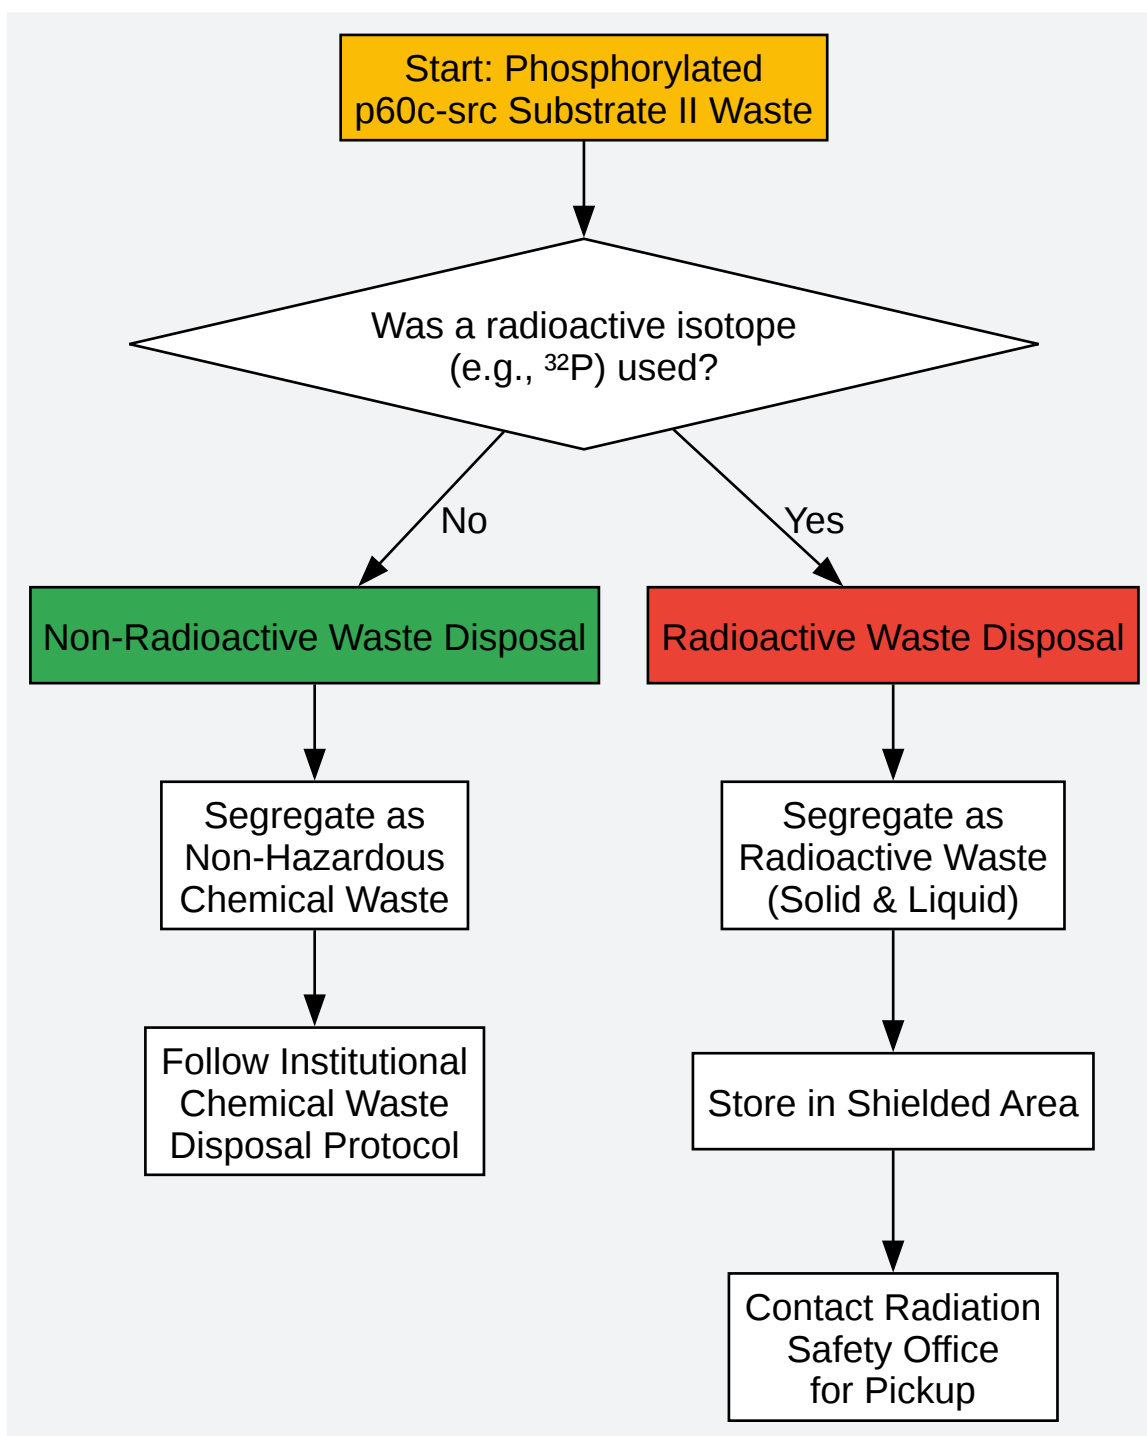 Start: Phosphorylated
p60c-src Substrate II Waste
Was a radioactive isotope
(e.g., ³²P) used?
No
Yes
Non-Radioactive Waste Disposal
Radioactive Waste Disposal
Segregate as
Non-Hazardous
Chemical Waste
Segregate as
Radioactive Waste
(Solid & Liquid)
Follow Institutional
Chemical Waste
Disposal Protocol
Store in Shielded Area
Contact Radiation
Safety Office
for Pickup